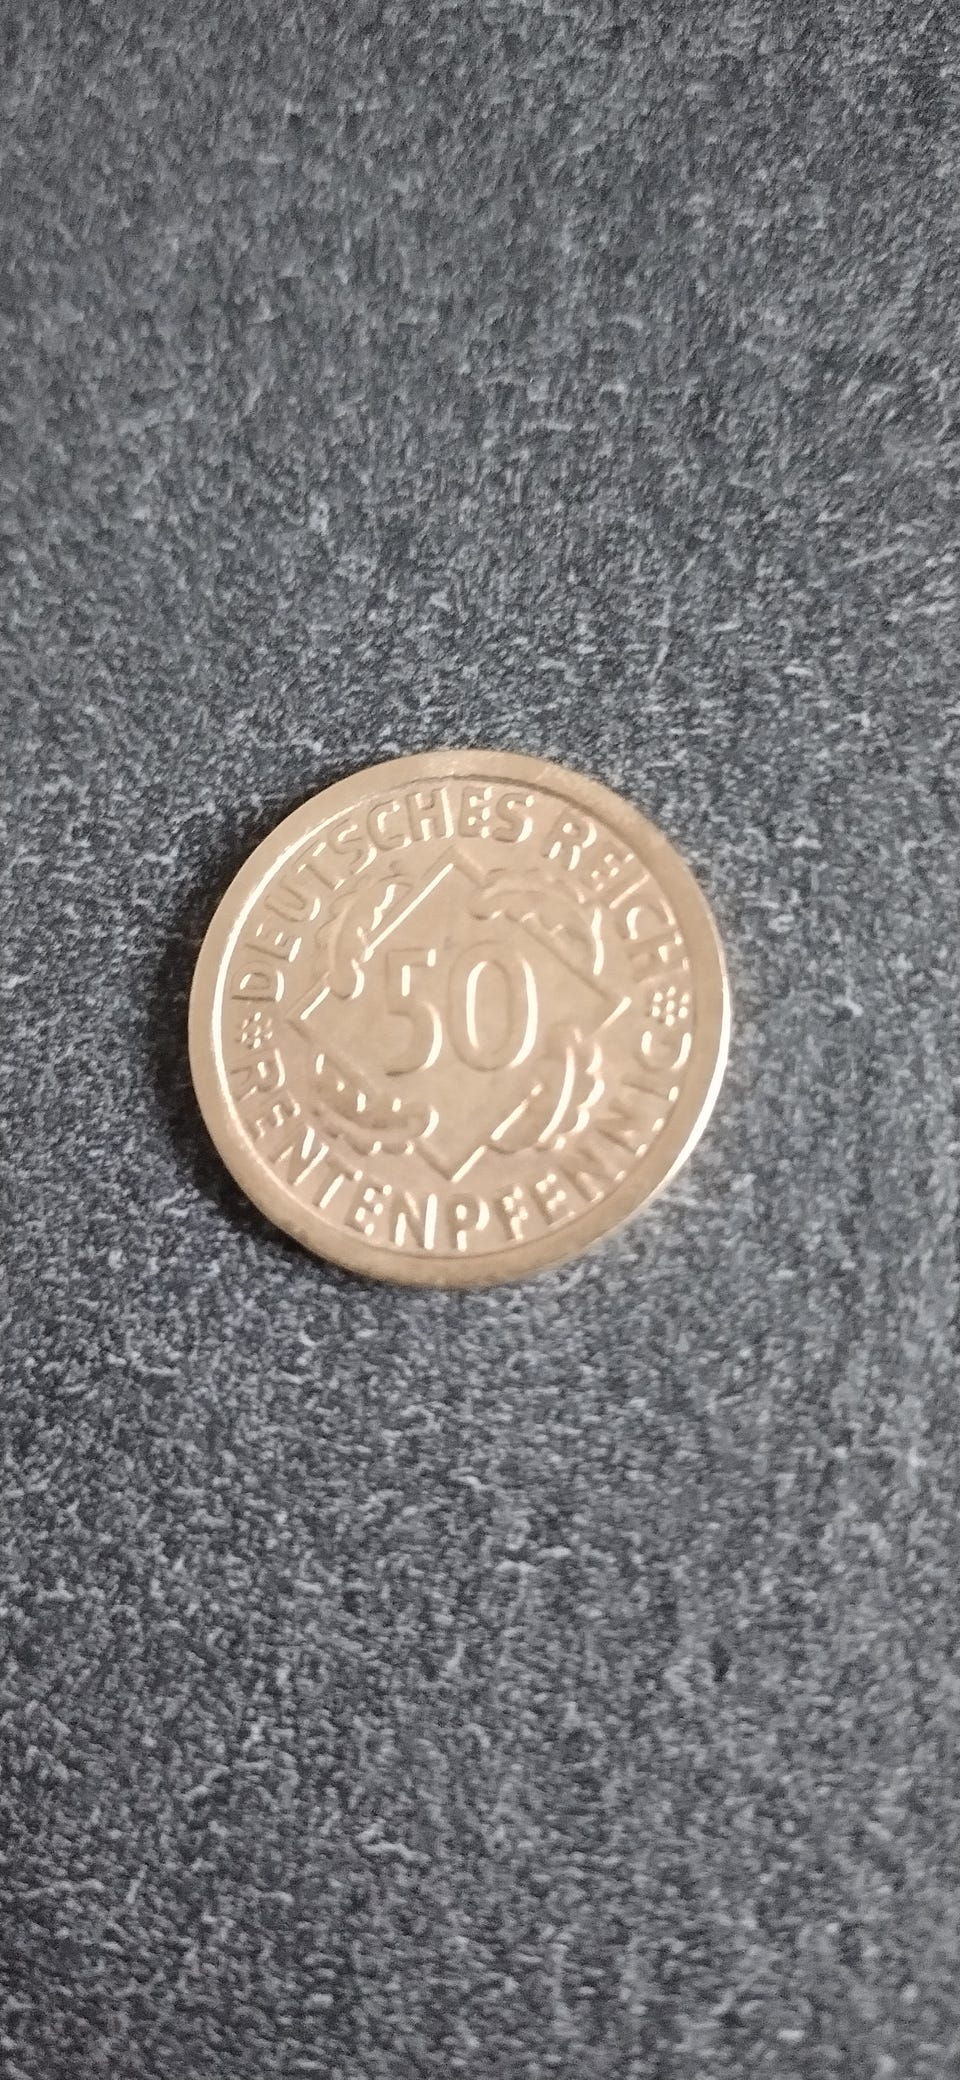 DEUTSCHES REICH
50
RENTENPFENNIG